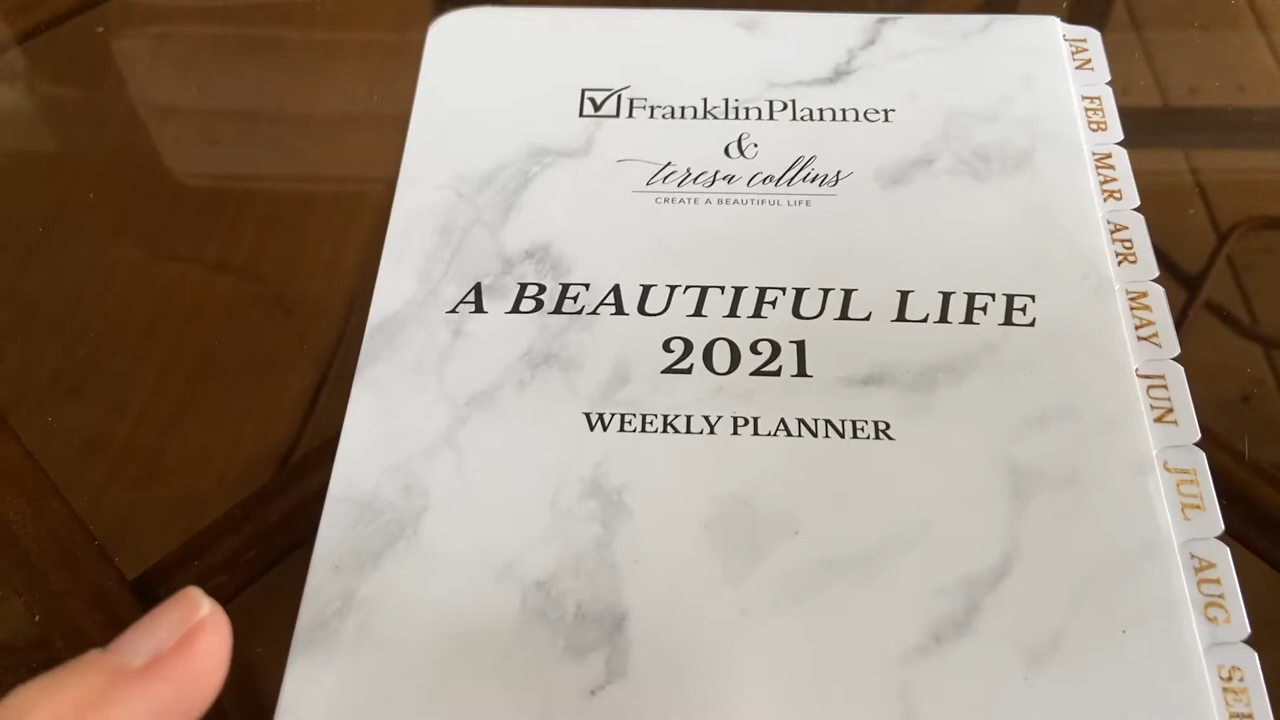 FranklinPlanner
&
teresa collins
CREATE A BEAUTIFUL LIFE
A BEAUTIFUL LIFE
2021
WEEKLY PLANNER
JAN
FEB
MAR
APR
MAY
JUN
JUL
AUG